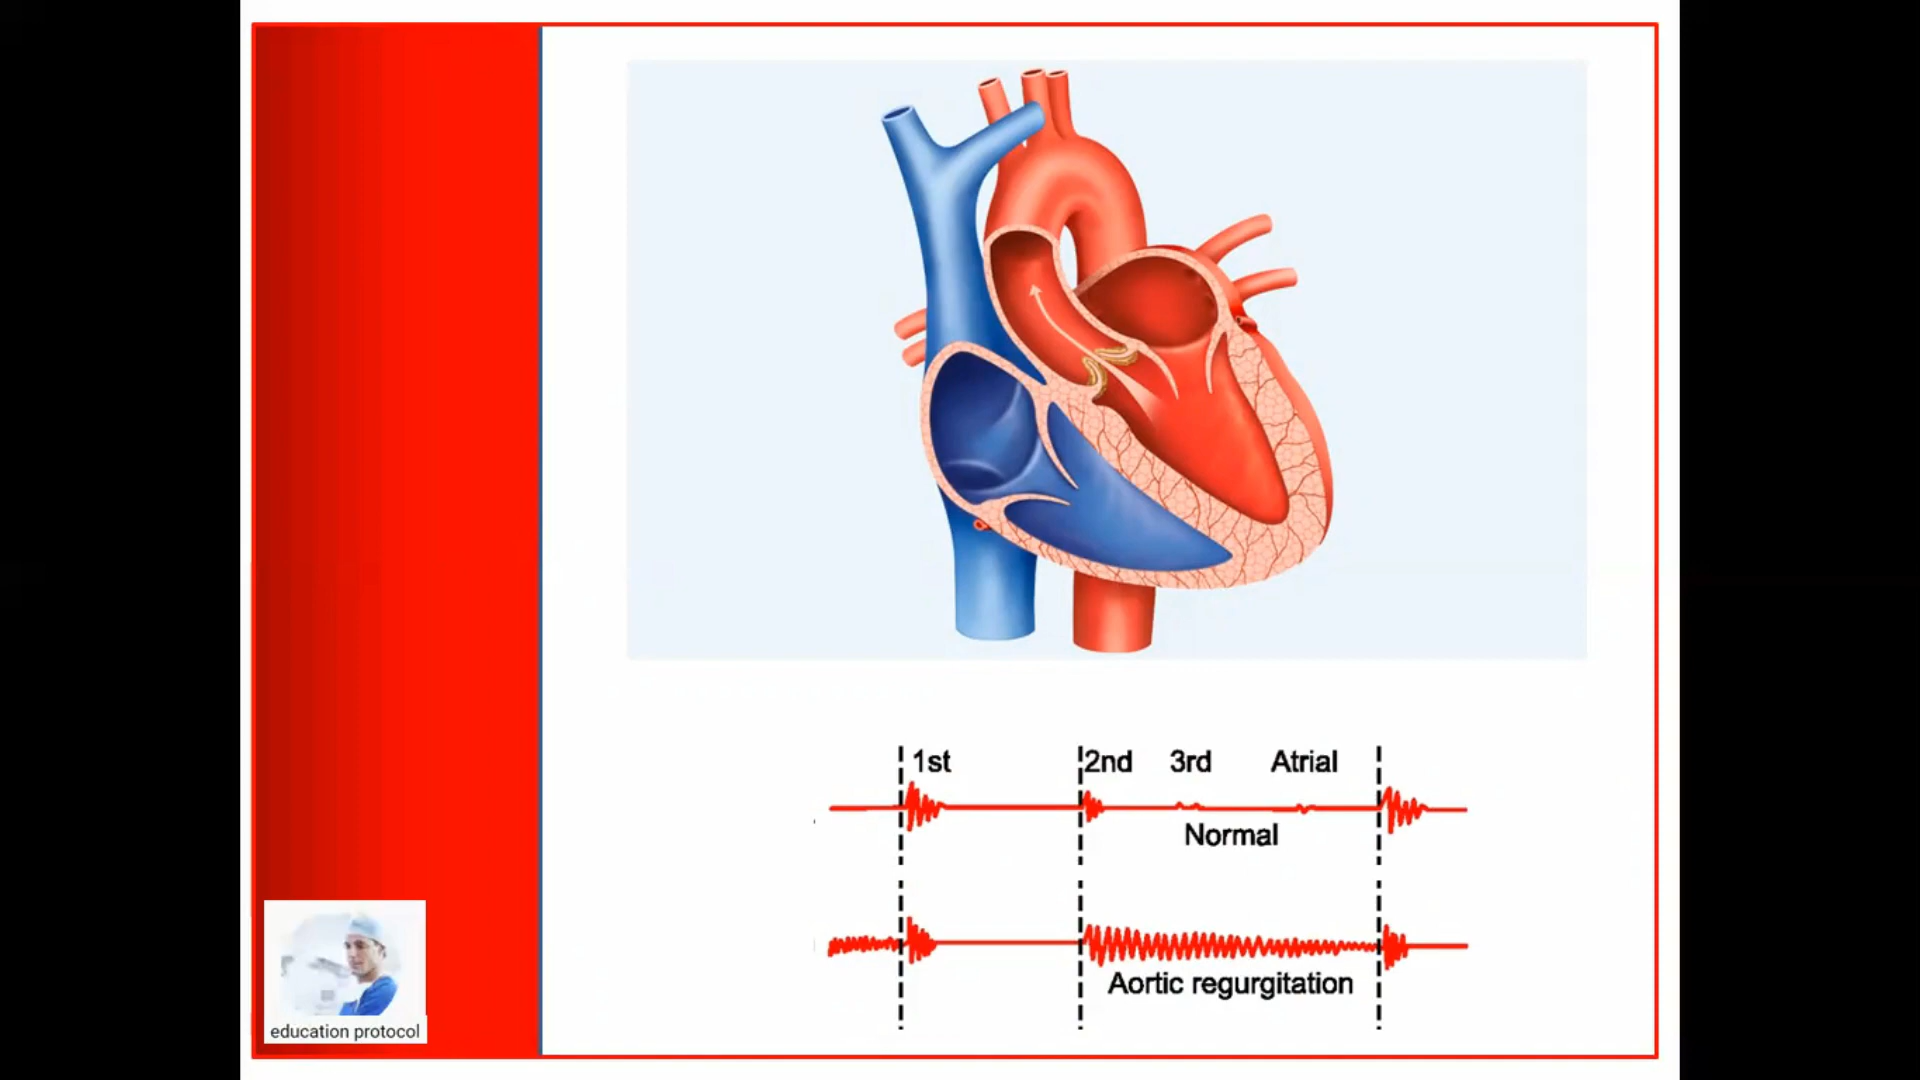 1st 2nd 3rd Atrial
Normal
Aortic regurgitation
education protocol